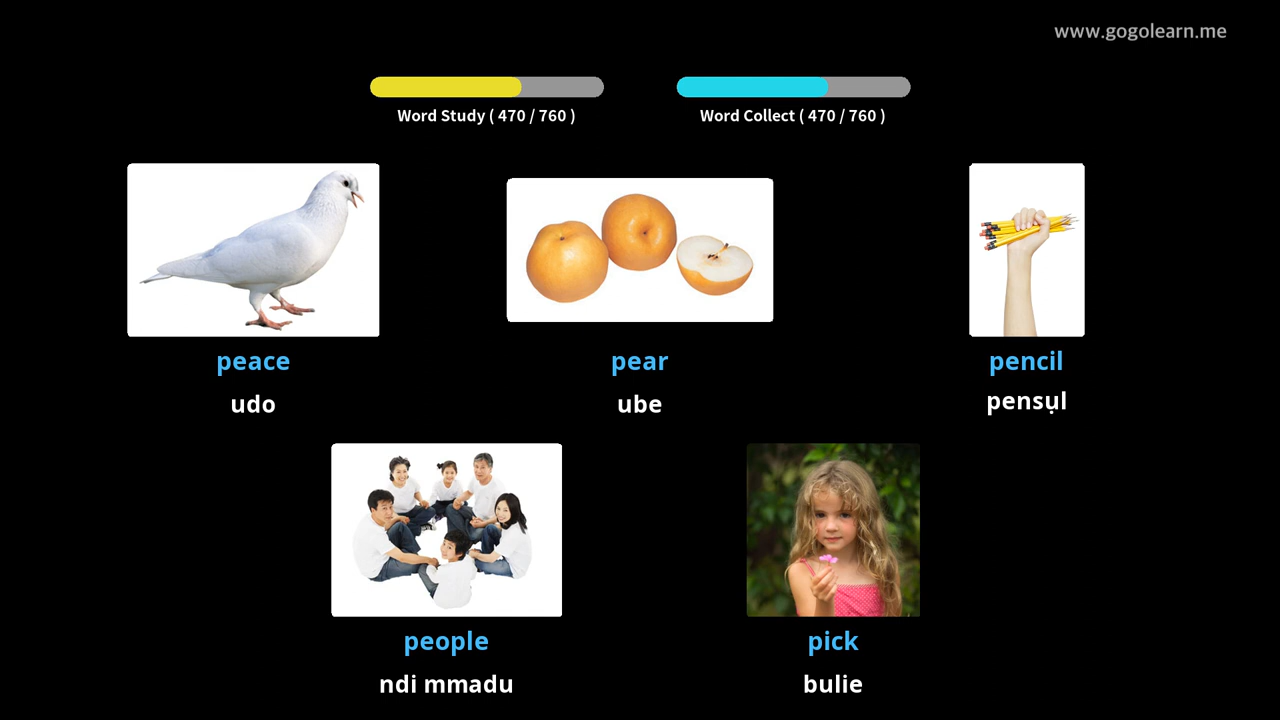 www.gogolearn.me
Word Study ( 470 / 760 )
Word Collect ( 470 / 760 )
peace
udo
pear
ube
pencil
pensụl
people
ndi mmadu
pick
bulie